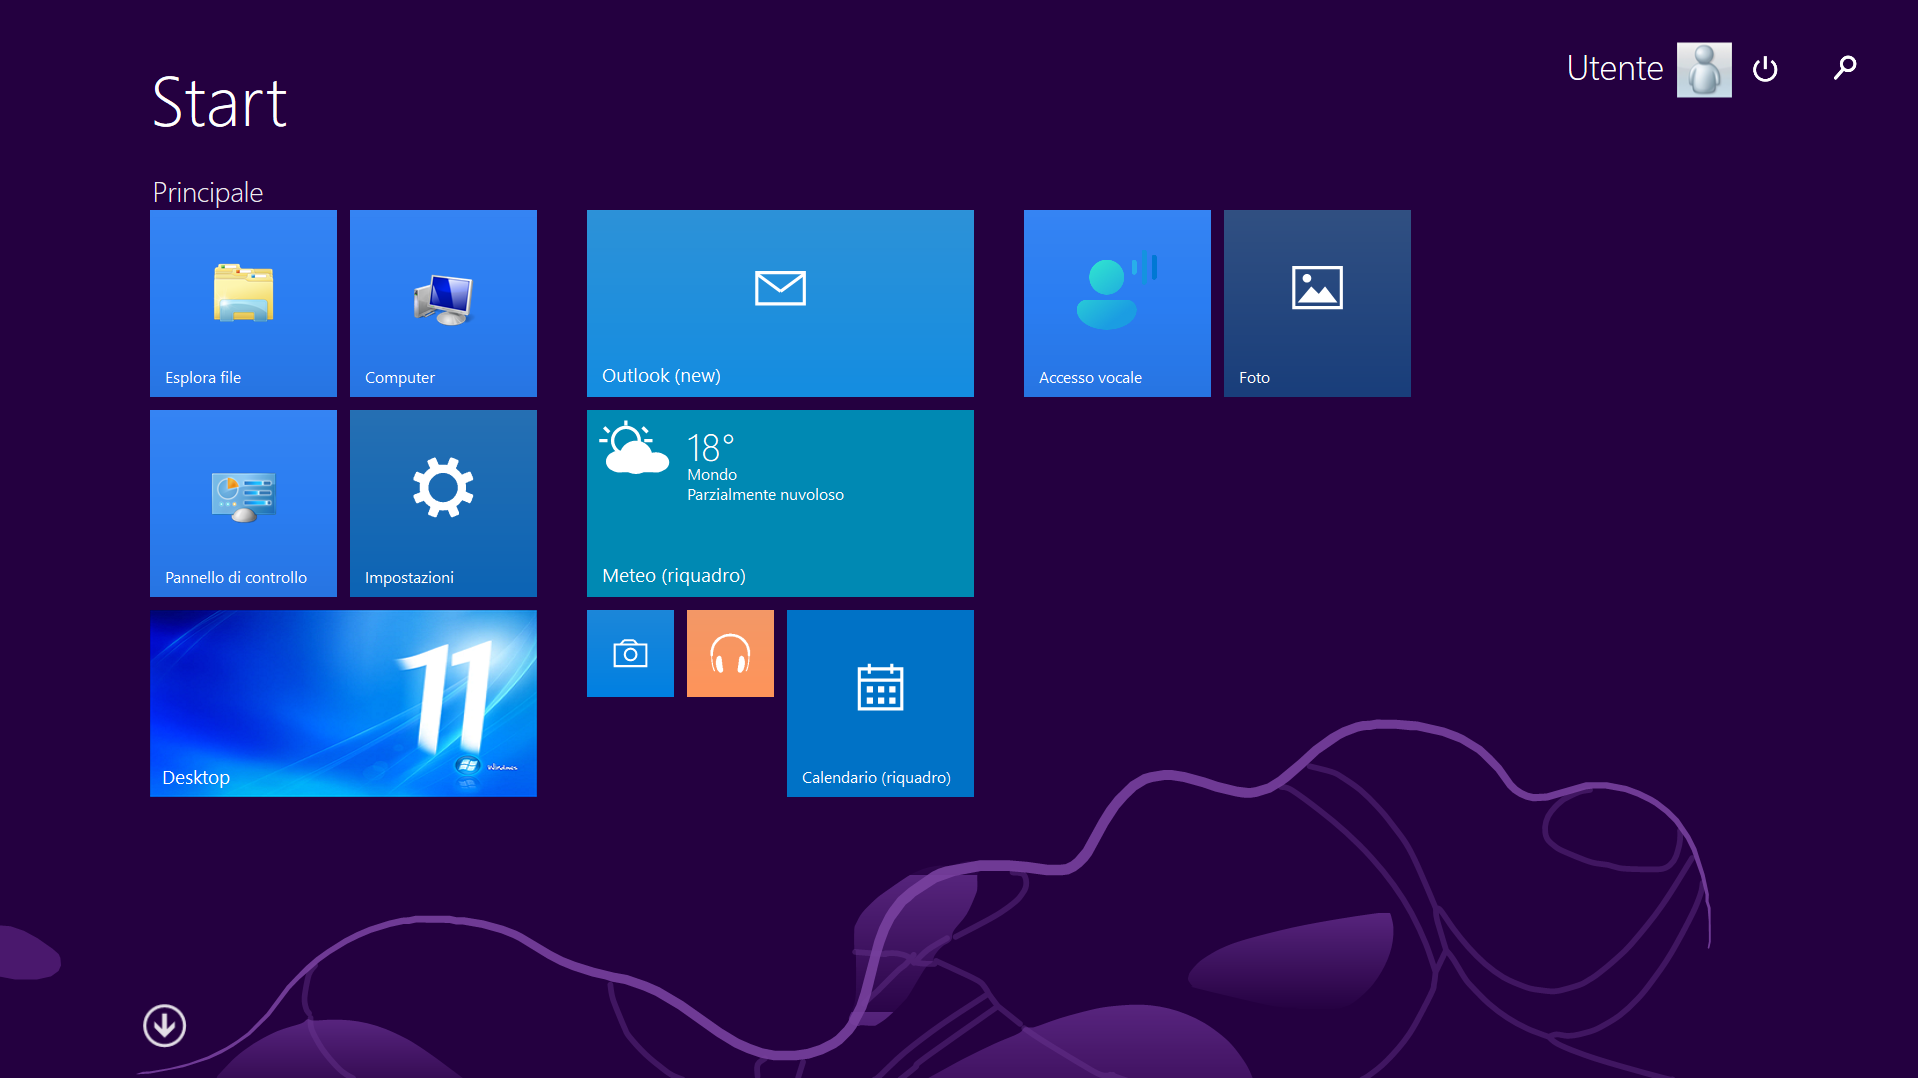 Start
Utente
Principale
Esplora file
Computer
Outlook (new)
Accesso vocale
Foto
Pannello di controllo
Impostazioni
18°
Mondo
Parzialmente nuvoloso
Meteo (riquadro)
11
Windows
Desktop
Calendario (riquadro)